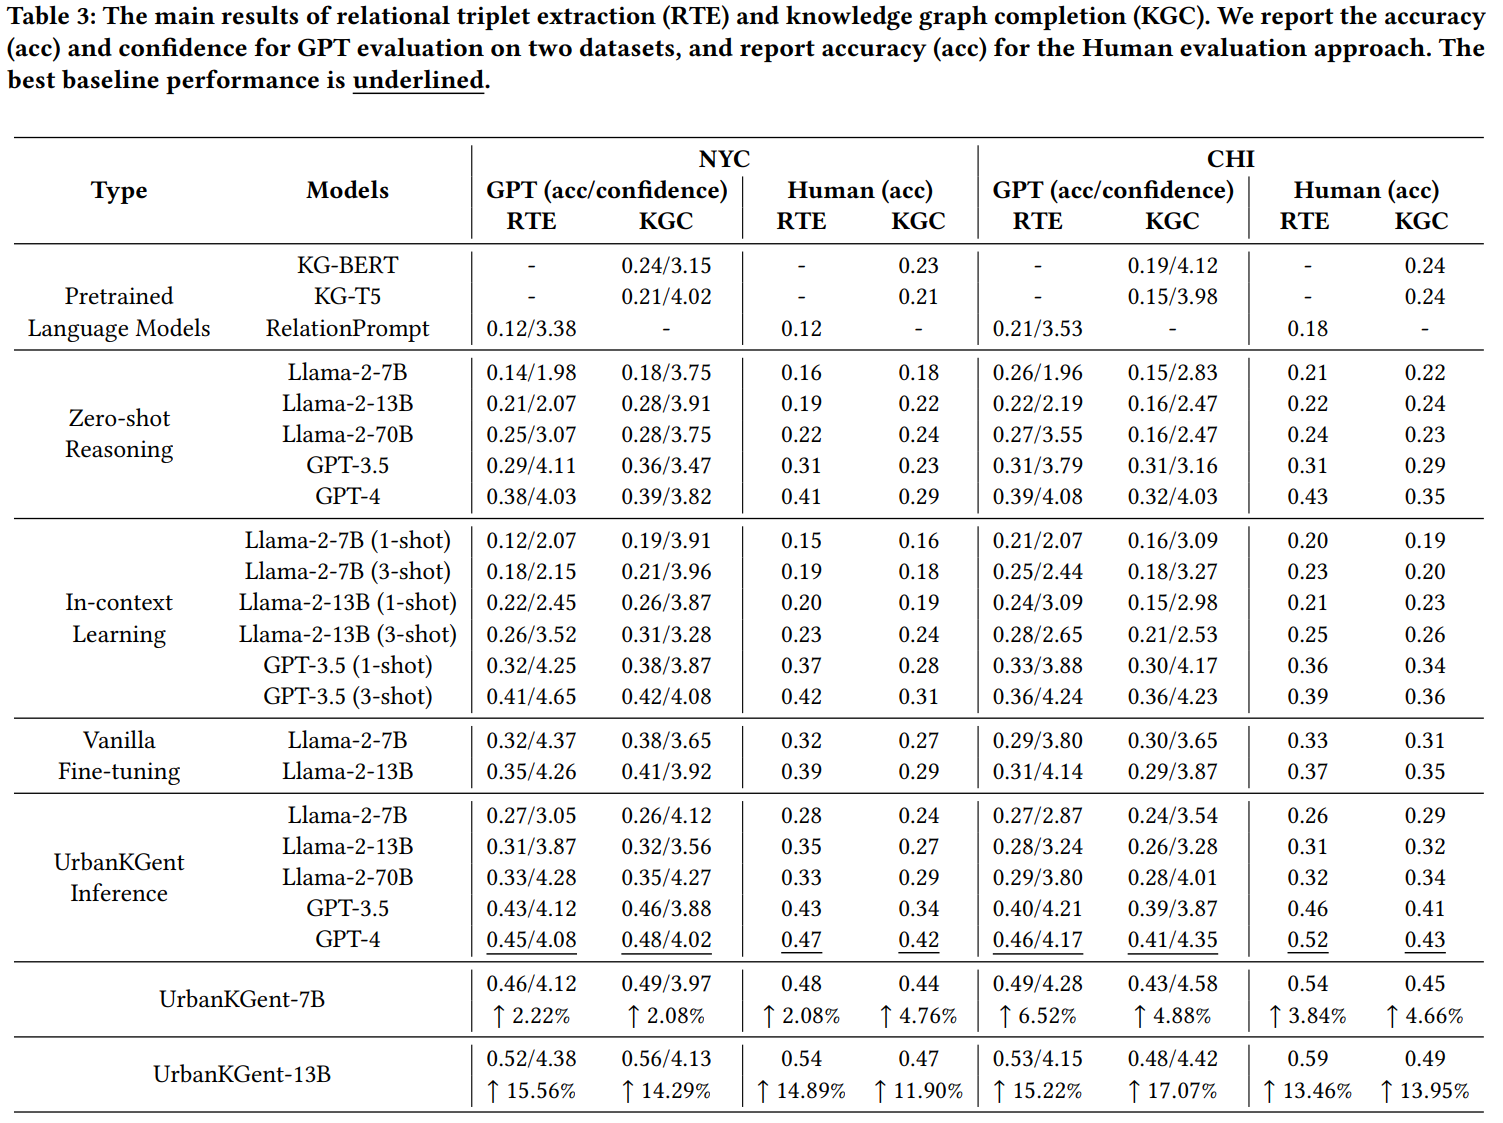 Table 3: The main results of relational triplet extraction (RTE) and knowledge graph completion (KGC). We report the accuracy
(acc) and confidence for GPT evaluation on two datasets, and report accuracy (acc) for the Human evaluation approach. The
best baseline performance is underlined.
NYC CHI
Type Models GPT (acc/confidence) Human (acc) GPT (acc/confidence) Human (acc)
RTE KGC RTE KGC RTE KGC RTE KGC
KG-BERT - 0.24/3.15 - 0.23 - 0.19/4.12 - 0.24
Pretrained KG-T5 - 0.21/4.02 - 0.21 - 0.15/3.98 - 0.24
Language Models RelationPrompt 0.12/3.38 - 0.12 - 0.21/3.53 - 0.18 -
Llama-2-7B 0.14/1.98 0.18/3.75 0.16 0.18 0.26/1.96 0.15/2.83 0.21 0.22
Llama-2-13B 0.21/2.07 0.28/3.91 0.19 0.22 0.22/2.19 0.16/2.47 0.22 0.24
Zero-shot
Llama-2-70B 0.25/3.07 0.28/3.75 0.22 0.24 0.27/3.55 0.16/2.47 0.24 0.23
Reasoning
GPT-3.5 0.29/4.11 0.36/3.47 0.31 0.23 0.31/3.79 0.31/3.16 0.31 0.29
GPT-4 0.38/4.03 0.39/3.82 0.41 0.29 0.39/4.08 0.32/4.03 0.43 0.35
Llama-2-7B (1-shot) 0.12/2.07 0.19/3.91 0.15 0.16 0.21/2.07 0.16/3.09 0.20 0.19
Llama-2-7B (3-shot) 0.18/2.15 0.21/3.96 0.19 0.18 0.25/2.44 0.18/3.27 0.23 0.20
In-context Llama-2-13B (1-shot) 0.22/2.45 0.26/3.87 0.20 0.19 0.24/3.09 0.15/2.98 0.21 0.23
Learning Llama-2-13B (3-shot) 0.26/3.52 0.31/3.28 0.23 0.24 0.28/2.65 0.21/2.53 0.25 0.26
GPT-3.5 (1-shot) 0.32/4.25 0.38/3.87 0.37 0.28 0.33/3.88 0.30/4.17 0.36 0.34
GPT-3.5 (3-shot) 0.41/4.65 0.42/4.08 0.42 0.31 0.36/4.24 0.36/4.23 0.39 0.36
Vanilla Llama-2-7B 0.32/4.37 0.38/3.65 0.32 0.27 0.29/3.80 0.30/3.65 0.33 0.31
Fine-tuning Llama-2-13B 0.35/4.26 0.41/3.92 0.39 0.29 0.31/4.14 0.29/3.87 0.37 0.35
Llama-2-7B 0.27/3.05 0.26/4.12 0.28 0.24 0.27/2.87 0.24/3.54 0.26 0.29
Llama-2-13B 0.31/3.87 0.32/3.56 0.35 0.27 0.28/3.24 0.26/3.28 0.31 0.32
UrbanKGent
Llama-2-70B 0.33/4.28 0.35/4.27 0.33 0.29 0.29/3.80 0.28/4.01 0.32 0.34
Inference
GPT-3.5 0.43/4.12 0.46/3.88 0.43 0.34 0.40/4.21 0.39/3.87 0.46 0.41
GPT-4 0.45/4.08 0.48/4.02 0.47 0.42 0.46/4.17 0.41/4.35 0.52 0.43
UrbanKGent-7B 0.46/4.12 0.49/3.97 0.48 0.44 0.49/4.28 0.43/4.58 0.54 0.45
↑ 2.22% ↑ 2.08% ↑ 2.08% ↑ 4.76% ↑ 6.52% ↑ 4.88% ↑ 3.84% ↑ 4.66%
UrbanKGent-13B 0.52/4.38 0.56/4.13 0.54 0.47 0.53/4.15 0.48/4.42 0.59 0.49
↑ 15.56% ↑ 14.29% ↑ 14.89% ↑ 11.90% ↑ 15.22% ↑ 17.07% ↑ 13.46% ↑ 13.95%